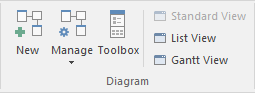 New
Manage
Toolbox
Standard View
List View
Gantt View
Diagram